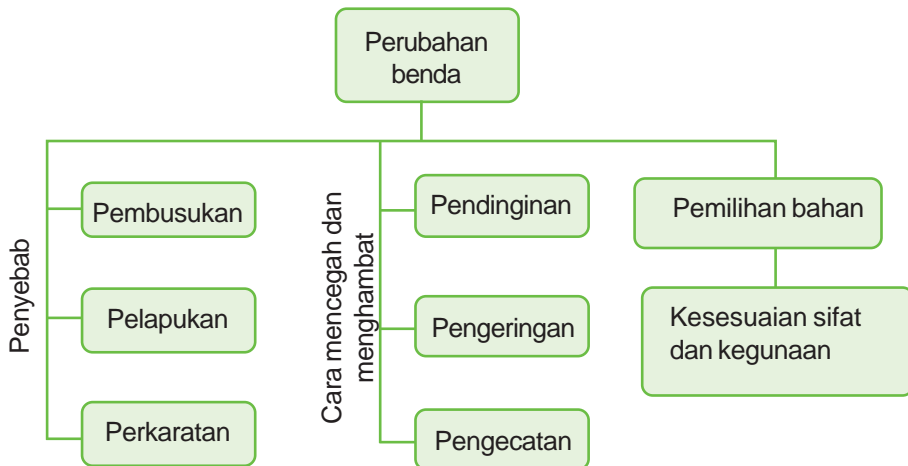 Perubahan
benda
Penyebab
Pembusukan
Pelapukan
Perkaratan
Cara mencegah dan
menghambat
Pendinginan
Pengeringan
Pengecatan
Pemilihan bahan
Kesesuaian sifat
dan kegunaan